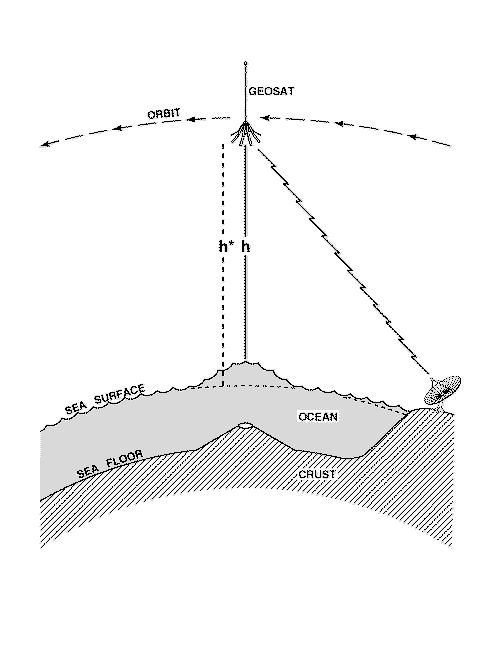 GEOSAT
ORBIT
h* h
SEA SURFACE
OCEAN
SEA FLOOR
CRUST